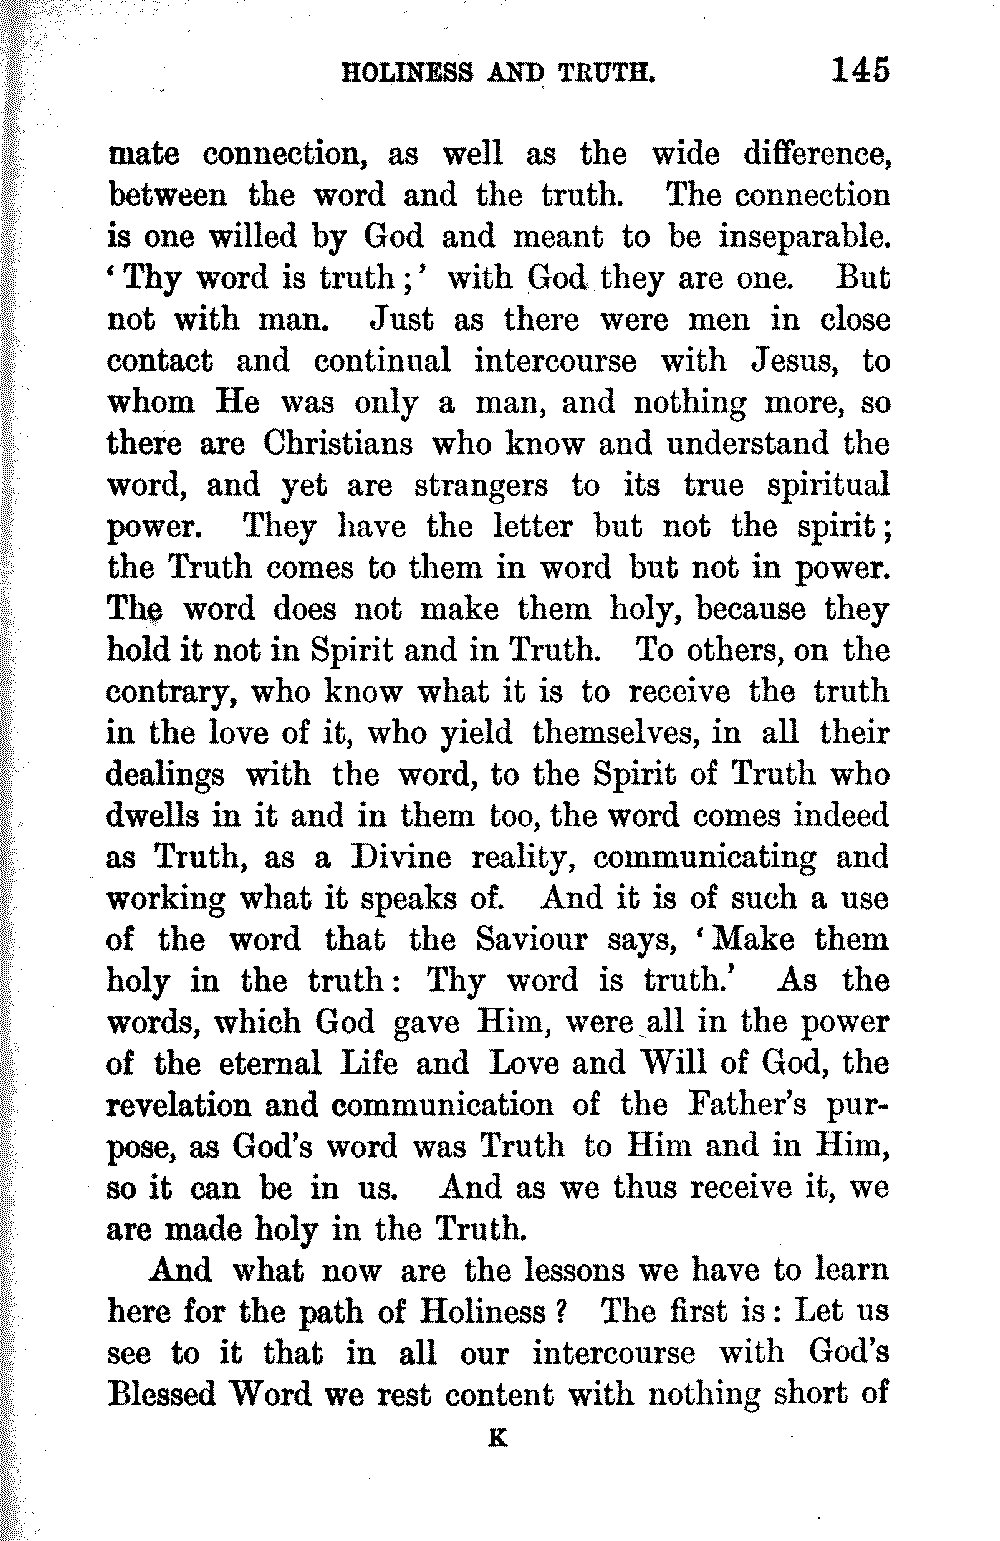 HOLINESS AND TRUTH. 145
mate connection, as well as the wide difference,
between the word and the truth. The connection
is one willed by God and meant to be inseparable.
‘Thy word is truth;’ with God they are one. But
not with man. Just as there were men in close
contact and continual intercourse with Jesus, to
whom He was only a man, and nothing more, so
there are Christians who know and understand the
word, and yet are strangers to its true spiritual
power. They have the letter but not the spirit;
the Truth comes to them in word but not in power.
The word does not make them holy, because they
hold it not in Spirit and in Truth. To others, on the
contrary, who know what it is to receive the truth
in the love of it, who yield themselves, in all their
dealings with the word, to the Spirit of Truth who
dwells in it and in them too, the word comes indeed
as Truth, as a Divine reality, communicating and
working what it speaks of. And it is of such a use
of the word that the Saviour says, ‘Make them
holy in the truth: Thy word is truth.’ As the
words, which God gave Him, were all in the power
of the eternal Life and Love and Will of God, the
revelation and communication of the Father’s pur-
pose, as God’s word was Truth to Him and in Him,
so it can be in us. And as we thus receive it, we
are made holy in the Truth.
And what now are the lessons we have to learn
here for the path of Holiness? The first is: Let us
see to it that in all our intercourse with God’s
Blessed Word we rest content with nothing short of
K